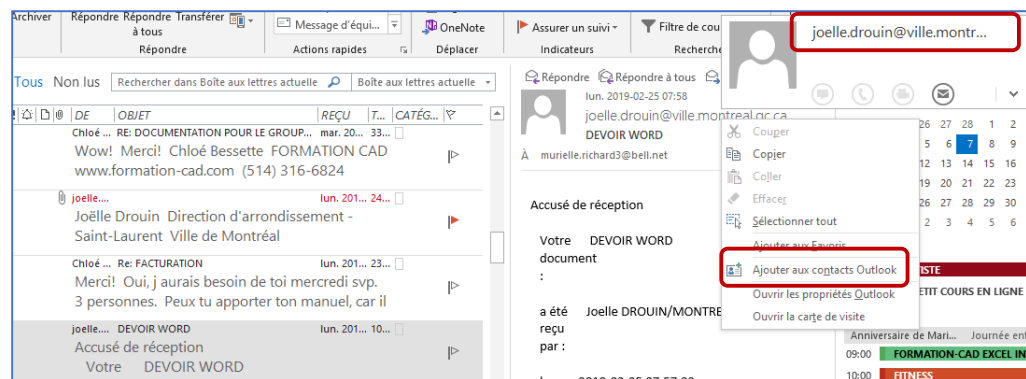 Archiver
Répondre Répondre Transférer
à tous
Répondre
Message d'équi...
Actions rapides
OneNote
Déplacer
Assurer un suivi
Indicateurs
Filtre de cou
Recherche
joelle.drouin@ville.montr...
Tous Non lus Rechercher dans Boîte aux lettres actuelle Boîte aux lettres actuelle
DE OBJET REÇU T... CATÉG...
Chloé ... RE: DOCUMENTATION POUR LE GROUP... mar. 20... 33...
Wow! Merci! Chloé Bessette FORMATION CAD
www.formation-cad.com (514) 316-6824
joelle.... lun. 201... 24...
Joëlle Drouin Direction d'arrondissement -
Saint-Laurent Ville de Montréal
Chloé ... Re: FACTURATION lun. 201... 23...
Merci! Oui, j aurais besoin de toi mercredi svp.
3 personnes. Peux tu apporter ton manuel, car il
joelle.... DEVOIR WORD lun. 201... 10...
Accusé de réception
Votre DEVOIR WORD
Répondre Répondre à tous
lun. 2019-02-25 07:58
joelle.drouin@ville.montreal.qc.ca
DEVOIR WORD
À murielle.richard3@bell.net
Accusé de réception
Votre DEVOIR WORD
document
:
a été Joelle DROUIN/MONTRE
reçu
par :
Couper
Copier
Coller
Effacer
Sélectionner tout
Ajouter aux Favoris
Ajouter aux contacts Outlook
Ouvrir les propriétés Outlook
Ouvrir la carte de visite
26 27 28 1 2
5 6 7 8 9
12 13 14 15 16
19 20 21 22 23
26 27 28 29 30
2 3 4 5 6
ISTE
ETIT COURS EN LIGNE
Anniversaire de Mari... Journée ent
09:00 FORMATION-CAD EXCEL IN
10:00 FITNESS